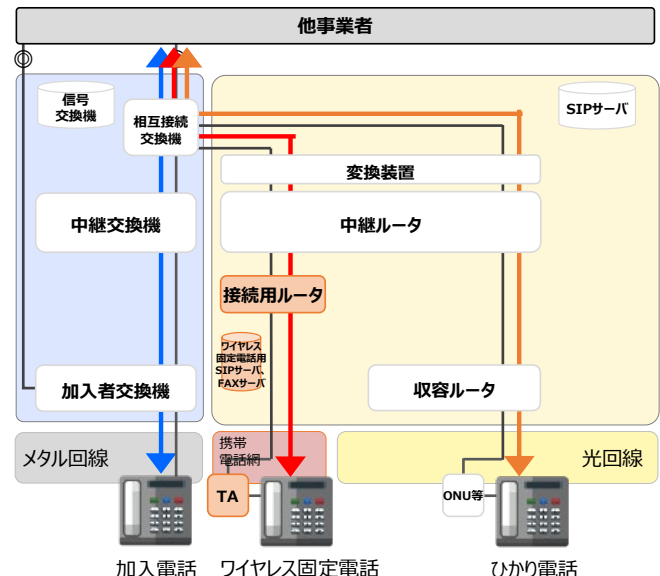 他事業者
信号
交換機
相互接続
交換機
SIPサーバ
変換装置
中継交換機
中継ルータ
接続用ルータ
ワイヤレス
固定電話用
SIPサーバ、
FAXサーバ
加入者交換機
収容ルータ
メタル回線
携帯
電話網
光回線
TA
ONU等
加入電話
ワイヤレス固定電話
ひかり電話